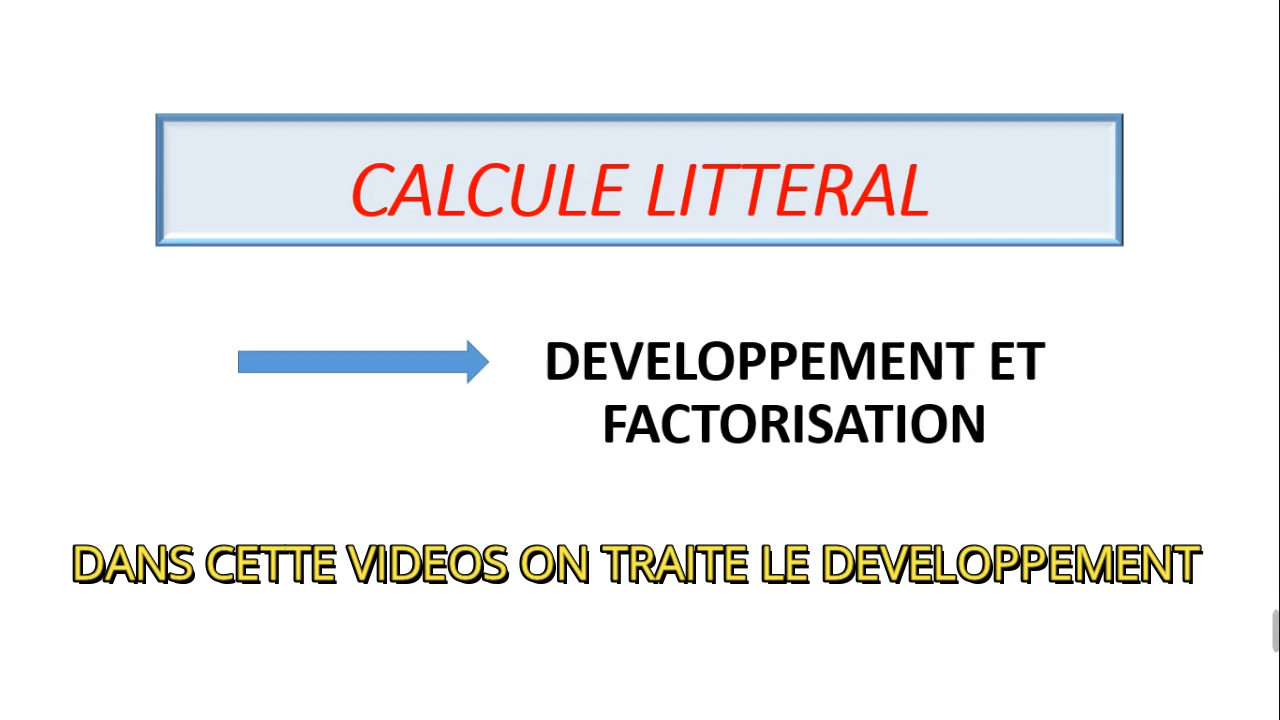 CALCULE LITTERAL
DEVELOPPEMENT ET
FACTORISATION
DANS CETTE VIDEOS ON TRAITE LE DEVELOPPEMENT